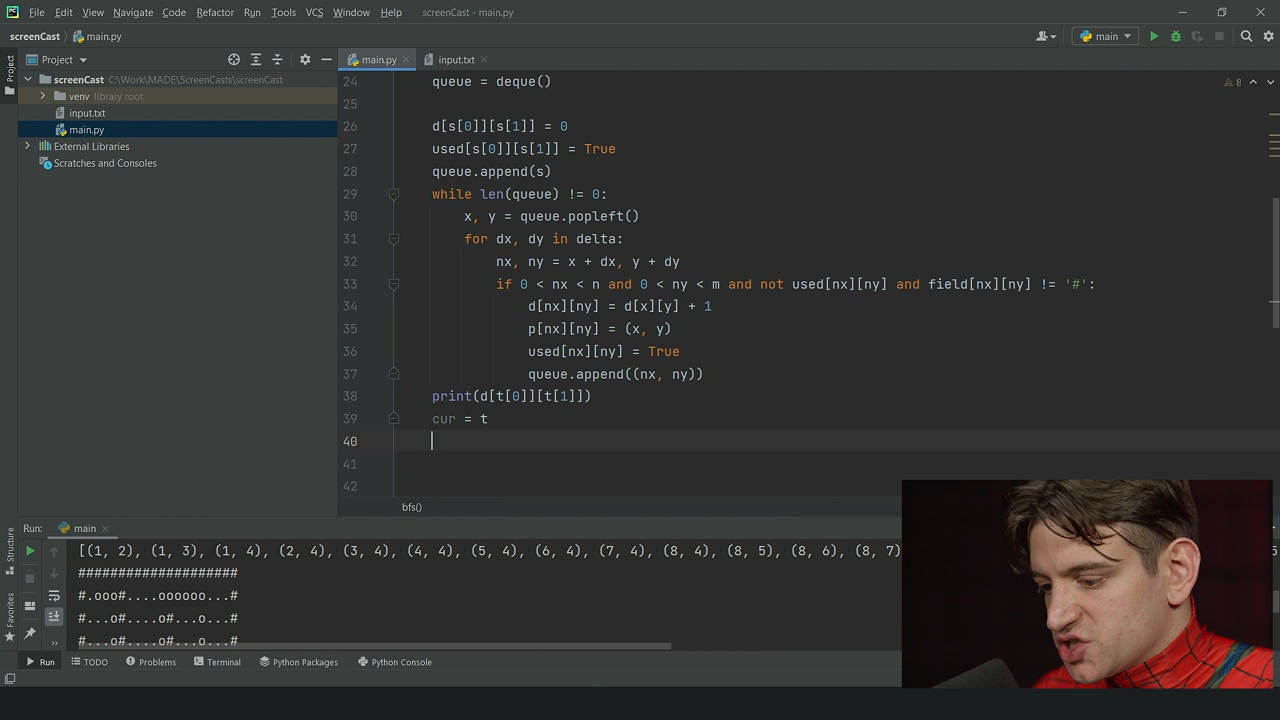 File Edit View Navigate Code Refactor Run Tools VCS Window Help screenCast - main.py
screenCast main.py main
Project main.py input.txt
Project
screenCast C:\Work\MADE\ScreenCasts\screenCast
venv library root
input.txt
main.py
External Libraries
Scratches and Consoles
8
24 queue = deque()
25
26 d[s[0]][s[1]] = 0
27 used[s[0]][s[1]] = True
28 queue.append(s)
29 while len(queue) != 0:
30 x, y = queue.popleft()
31 for dx, dy in delta:
32 nx, ny = x + dx, y + dy
33 if 0 < nx < n and 0 < ny < m and not used[nx][ny] and field[nx][ny] != '#':
34 d[nx][ny] = d[x][y] + 1
35 p[nx][ny] = (x, y)
36 used[nx][ny] = True
37 queue.append((nx, ny))
38 print(d[t[0]][t[1]])
39 cur = t
40
41
42
bfs()
Structure
Favorites
Run: main
[(1, 2), (1, 3), (1, 4), (2, 4), (3, 4), (4, 4), (5, 4), (6, 4), (7, 4), (8, 4), (8, 5), (8, 6), (8, 7)
####################
#.ooo#....oooooo...#
#...o#....o#...o...#
#...o#....o#...o...#
Run TODO Problems Terminal Python Packages Python Console